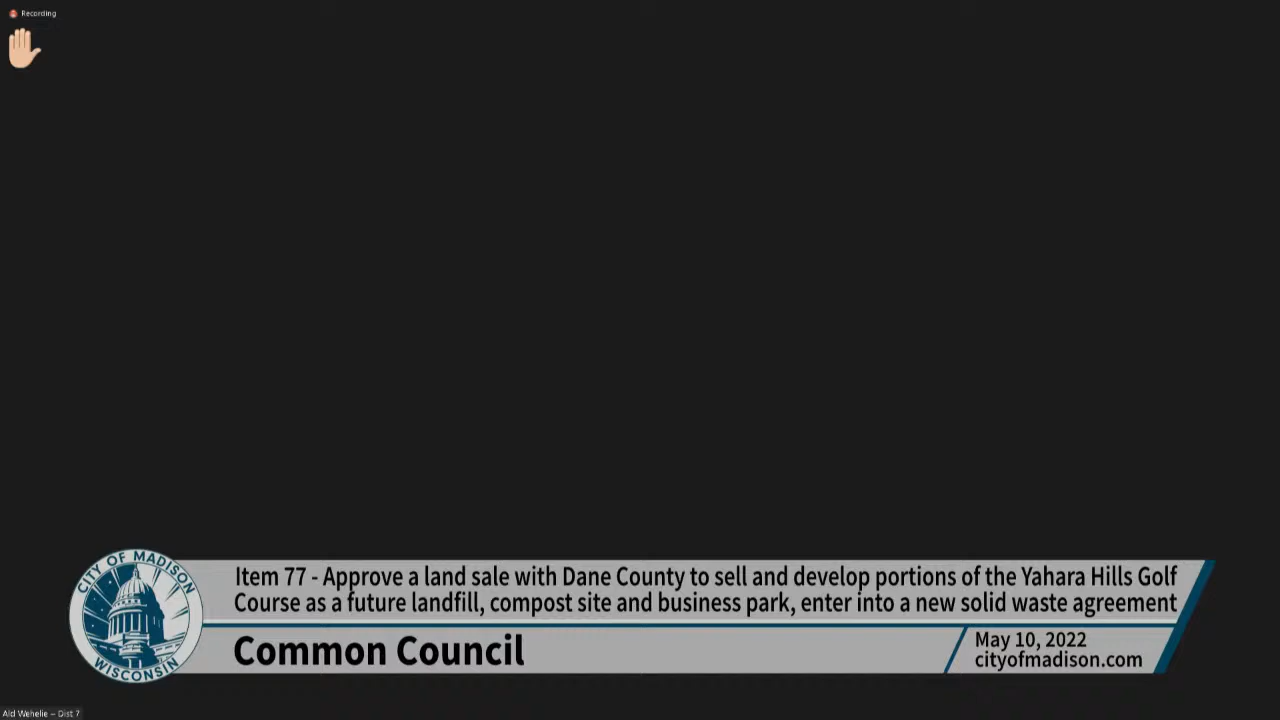 Recording
Item 77 - Approve a land sale with Dane County to sell and develop portions of the Yahara Hills Golf
Course as a future landfill, compost site and business park, enter into a new solid waste agreement
CITY OF MADISON
WISCONSIN
Common Council
May 10, 2022
cityofmadison.com
Ald Wehelie – Dist 7